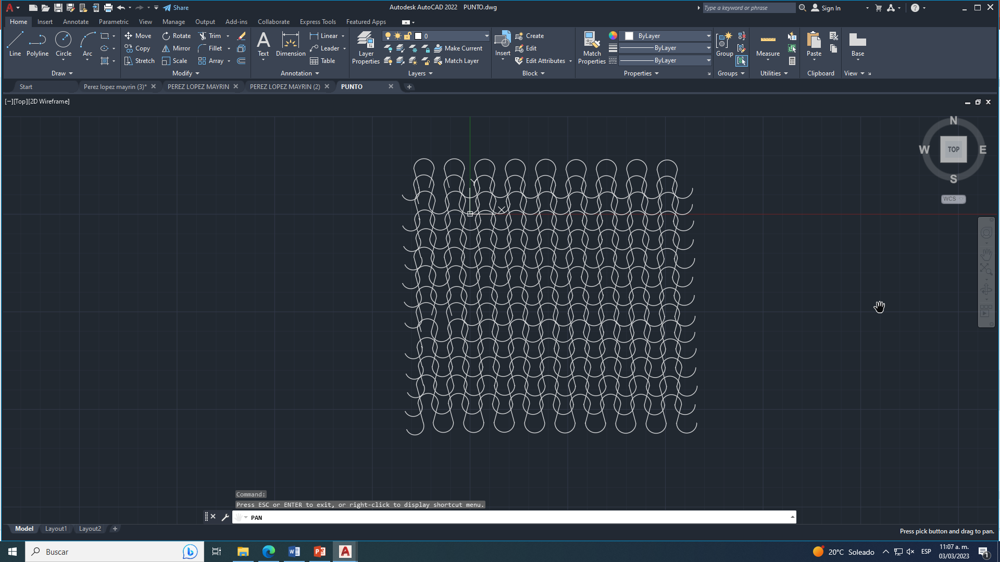 Share
Autodesk AutoCAD 2022 PUNTO.dwg
Type a keyword or phrase
Sign In
Home Insert Annotate Parametric View Manage Output Add-ins Collaborate Express Tools Featured Apps
Line Polyline Circle Arc
Move Rotate Trim
Copy Mirror Fillet
Stretch Scale Array
Text Dimension
Linear
Leader
Table
Layer Properties
0
Make Current
Match Layer
Insert
Create
Edit
Edit Attributes
Match Properties
ByLayer
ByLayer
ByLayer
Group
Measure
Paste
Base
Draw Modify Annotation Layers Block Properties Groups Utilities Clipboard View
Start Perez lopez mayrin (3)* PEREZ LOPEZ MAYRIN PEREZ LOPEZ MAYRIN (2) PUNTO
[−][Top][2D Wireframe]
N
W TOP E
S
WCS
Y
X
Command:
Press ESC or ENTER to exit, or right-click to display shortcut menu.
PAN
Model Layout1 Layout2 +
Press pick button and drag to pan.
Buscar
20°C Soleado
ESP
11:07 a. m.
03/03/2023
1